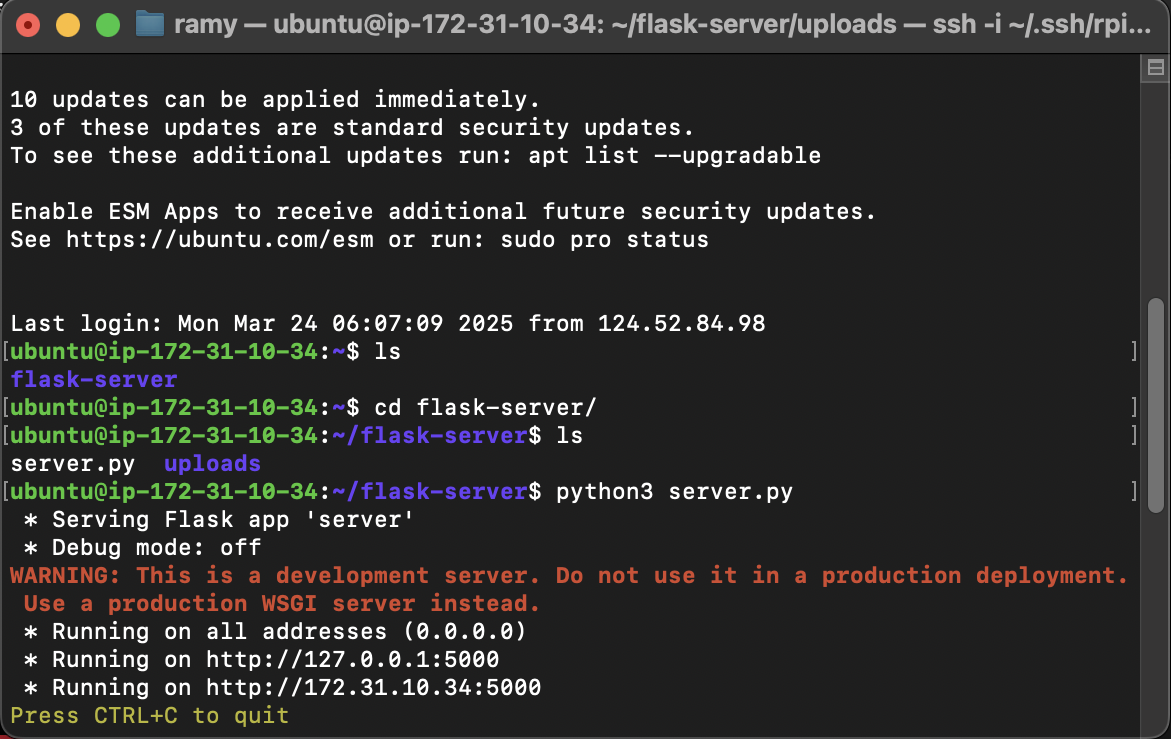 ramy — ubuntu@ip-172-31-10-34: ~/flask-server/uploads — ssh -i ~/.ssh/rpi...
10 updates can be applied immediately.
3 of these updates are standard security updates.
To see these additional updates run: apt list --upgradable
Enable ESM Apps to receive additional future security updates.
See https://ubuntu.com/esm or run: sudo pro status
Last login: Mon Mar 24 06:07:09 2025 from 124.52.84.98
[ubuntu@ip-172-31-10-34:~$ ls ]
flask-server
[ubuntu@ip-172-31-10-34:~$ cd flask-server/ ]
[ubuntu@ip-172-31-10-34:~/flask-server$ ls ]
server.py  uploads
[ubuntu@ip-172-31-10-34:~/flask-server$ python3 server.py ]
 * Serving Flask app 'server'
 * Debug mode: off
WARNING: This is a development server. Do not use it in a production deployment.
 Use a production WSGI server instead.
 * Running on all addresses (0.0.0.0)
 * Running on http://127.0.0.1:5000
 * Running on http://172.31.10.34:5000
Press CTRL+C to quit